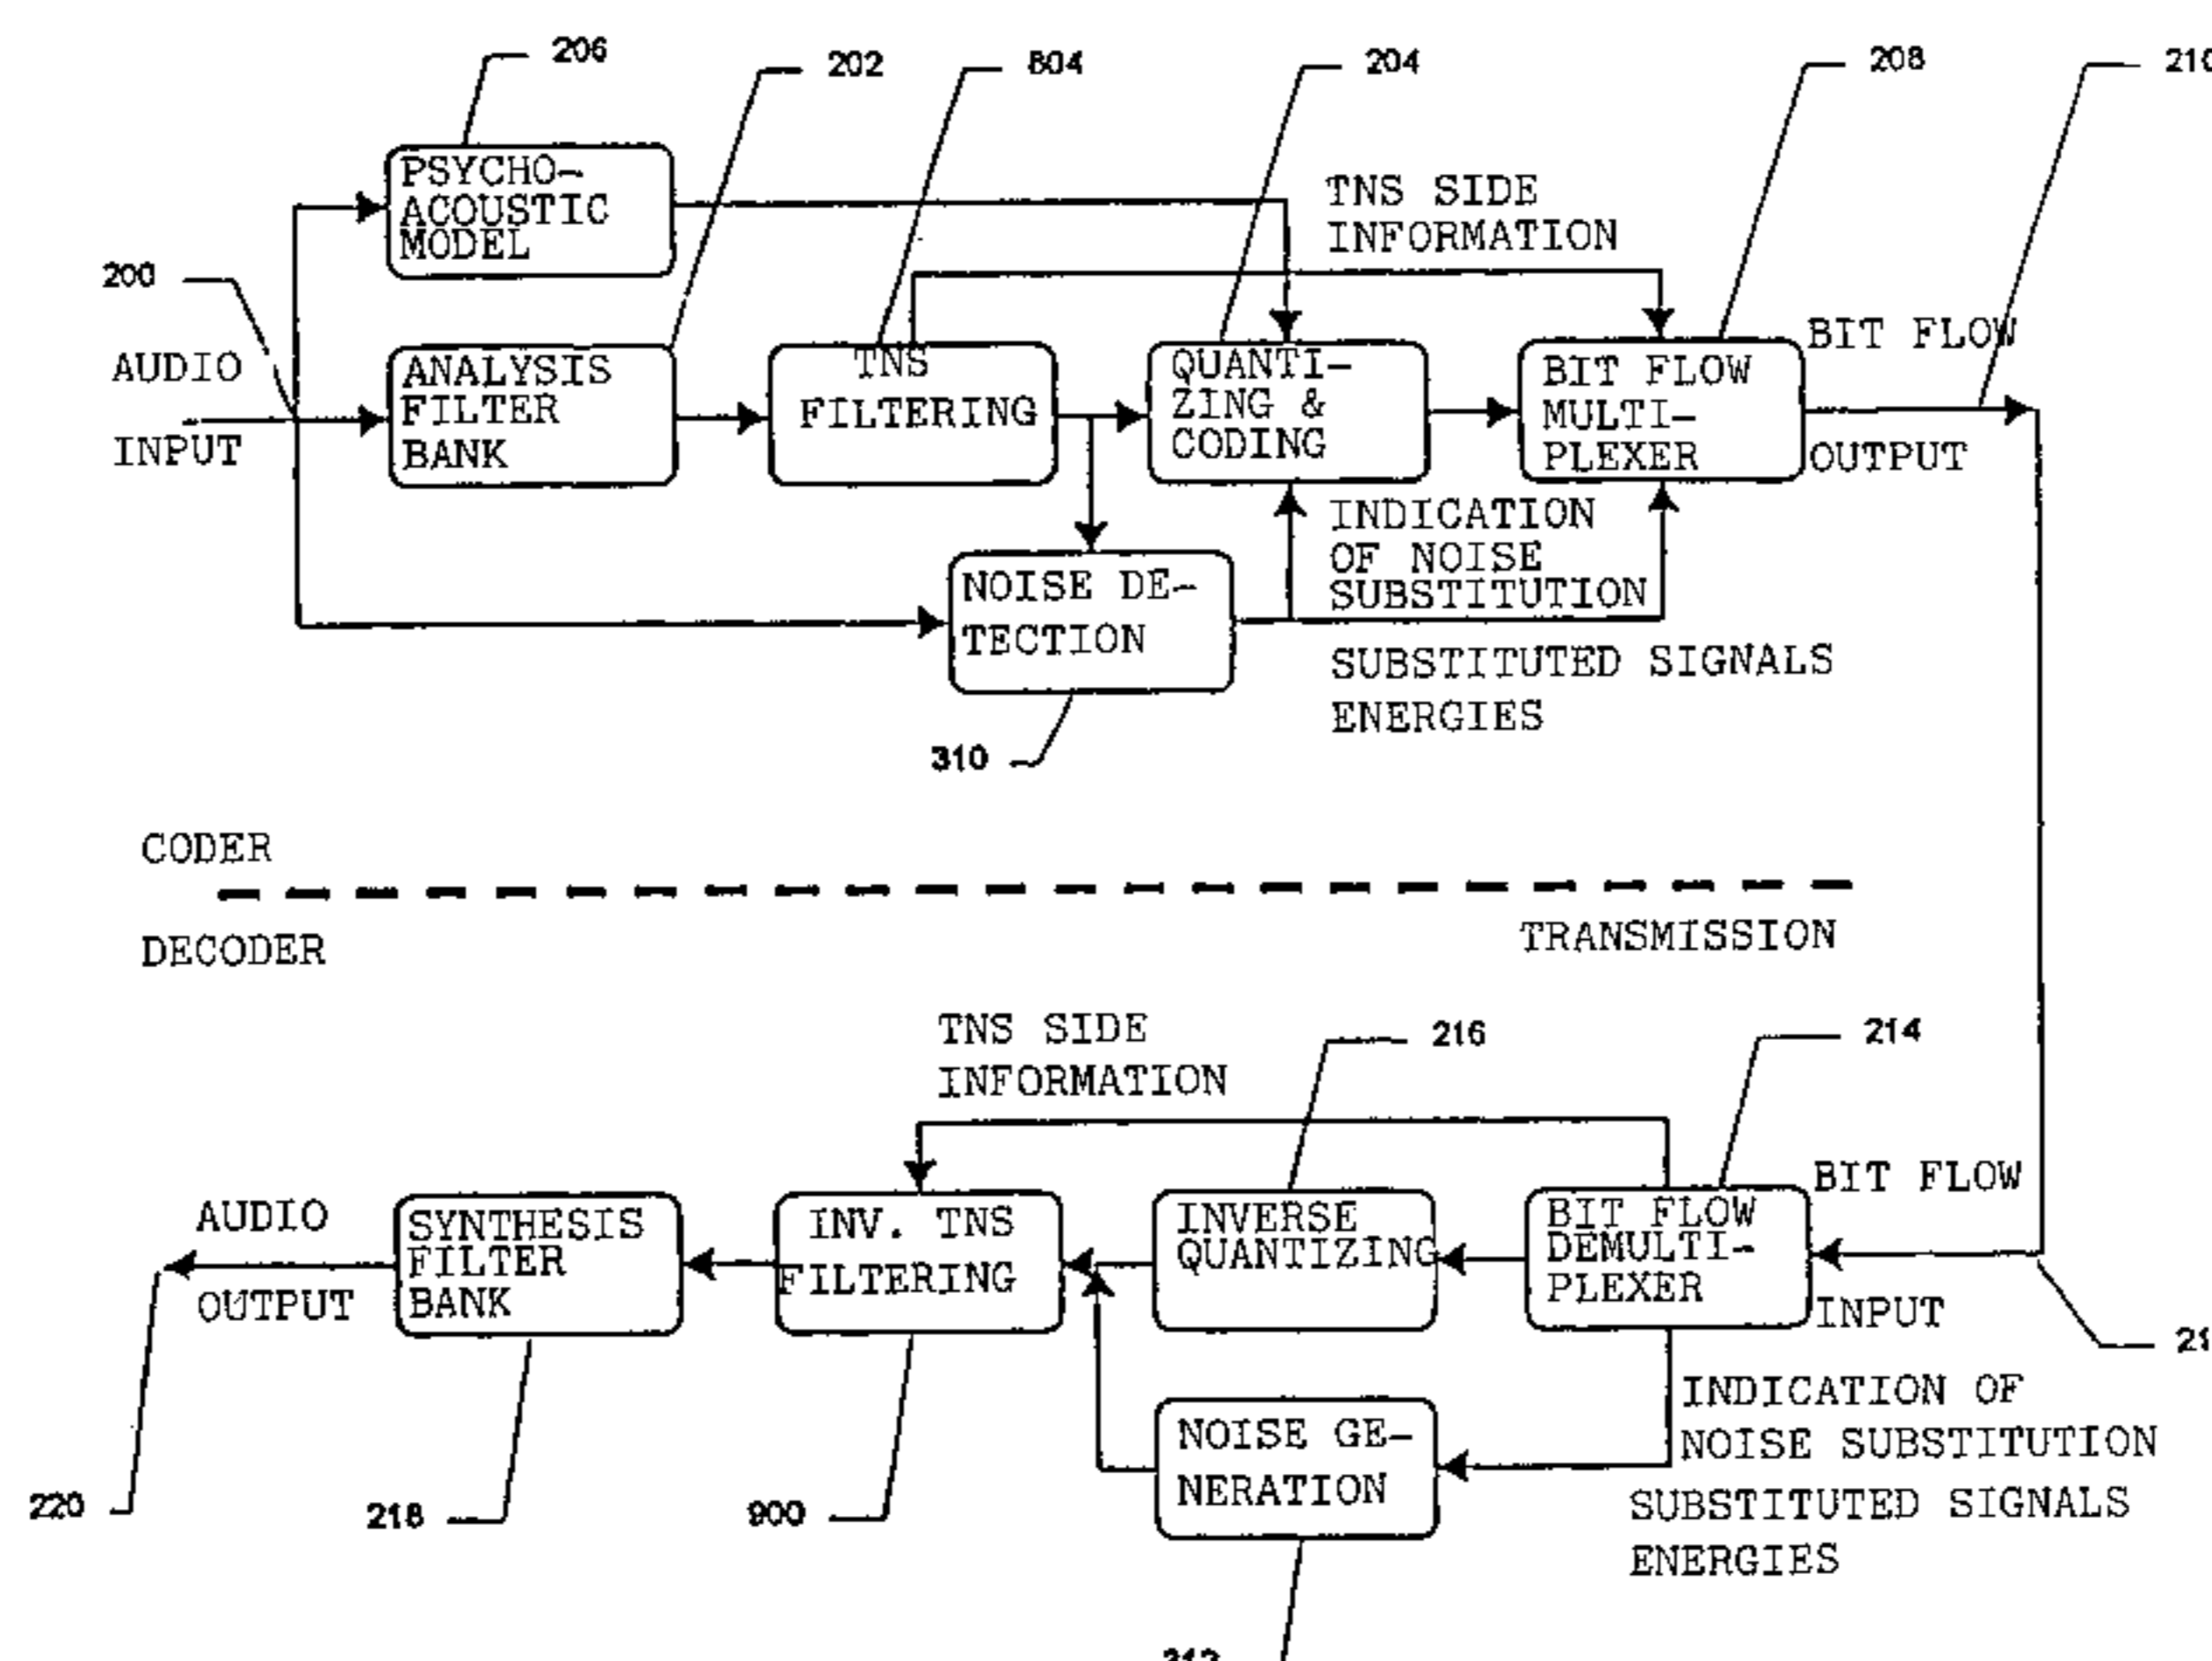 206
202
804
204
208
210
PSYCHO-
ACOUSTIC
MODEL
TNS SIDE
INFORMATION
200
AUDIO
INPUT
ANALYSIS
FILTER
BANK
TNS
FILTERING
QUANTI-
ZING &
CODING
BIT FLOW
MULTI-
PLEXER
BIT FLOW
OUTPUT
INDICATION
OF NOISE
SUBSTITUTION
NOISE DE-
TECTION
SUBSTITUTED SIGNALS
ENERGIES
310
CODER
DECODER
TRANSMISSION
TNS SIDE
INFORMATION
216
214
AUDIO
OUTPUT
SYNTHESIS
FILTER
BANK
INV. TNS
FILTERING
INVERSE
QUANTIZING
BIT FLOW
DEMULTI-
PLEXER
BIT FLOW
INPUT
INDICATION OF
NOISE SUBSTITUTION
NOISE GE-
NERATION
SUBSTITUTED SIGNALS
ENERGIES
220
218
900